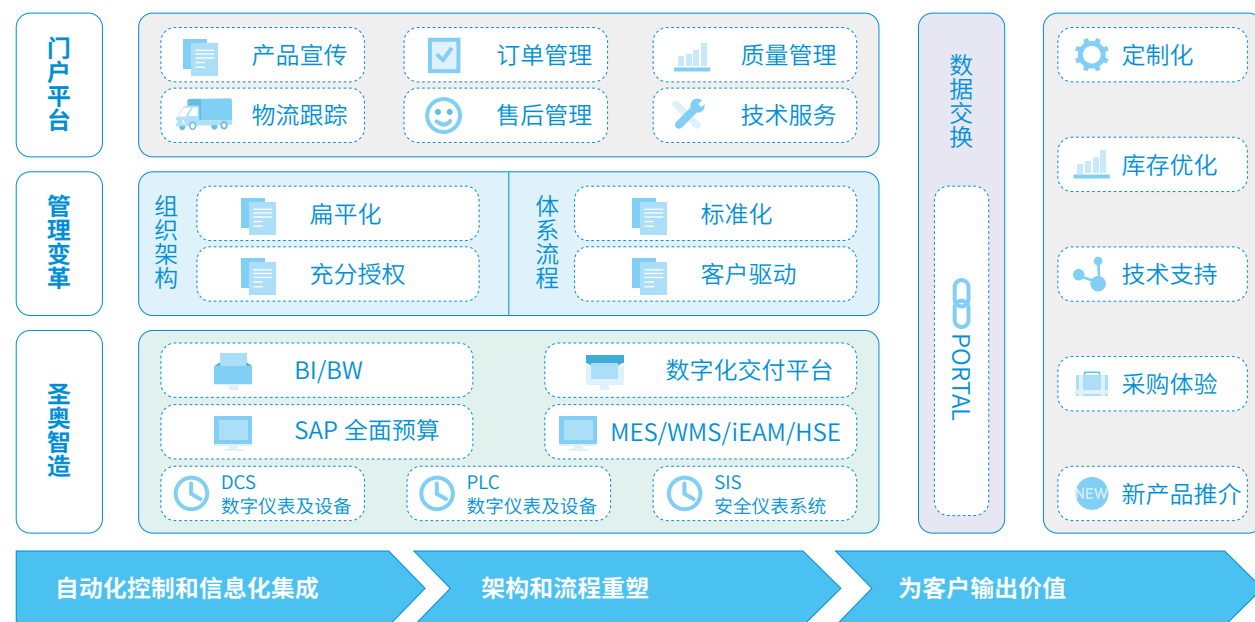 门户平台
产品宣传
订单管理
质量管理
物流跟踪
售后管理
技术服务
管理变革
组织架构
扁平化
充分授权
体系流程
标准化
客户驱动
圣奥智造
BI/BW
数字化交付平台
SAP 全面预算
MES/WMS/iEAM/HSE
DCS
数字仪表及设备
PLC
数字仪表及设备
SIS
安全仪表系统
数据交换
PORTAL
定制化
库存优化
技术支持
采购体验
NEW
新产品推介
自动化控制和信息化集成
架构和流程重塑
为客户输出价值